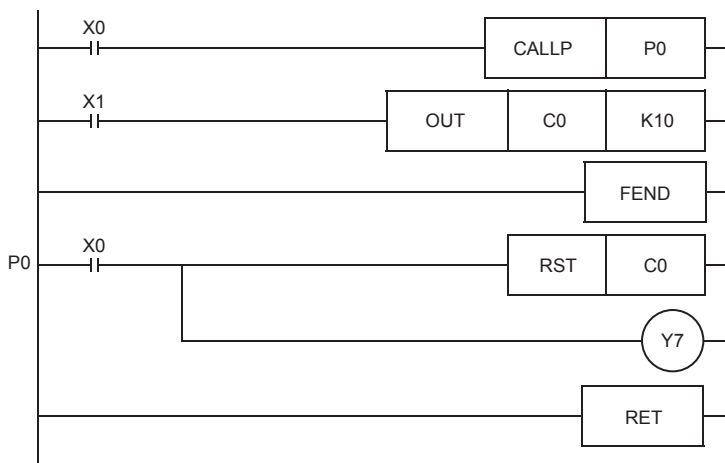 X0
CALLP P0
X1
OUT C0 K10
FEND
X0
P0
RST C0
Y7
RET